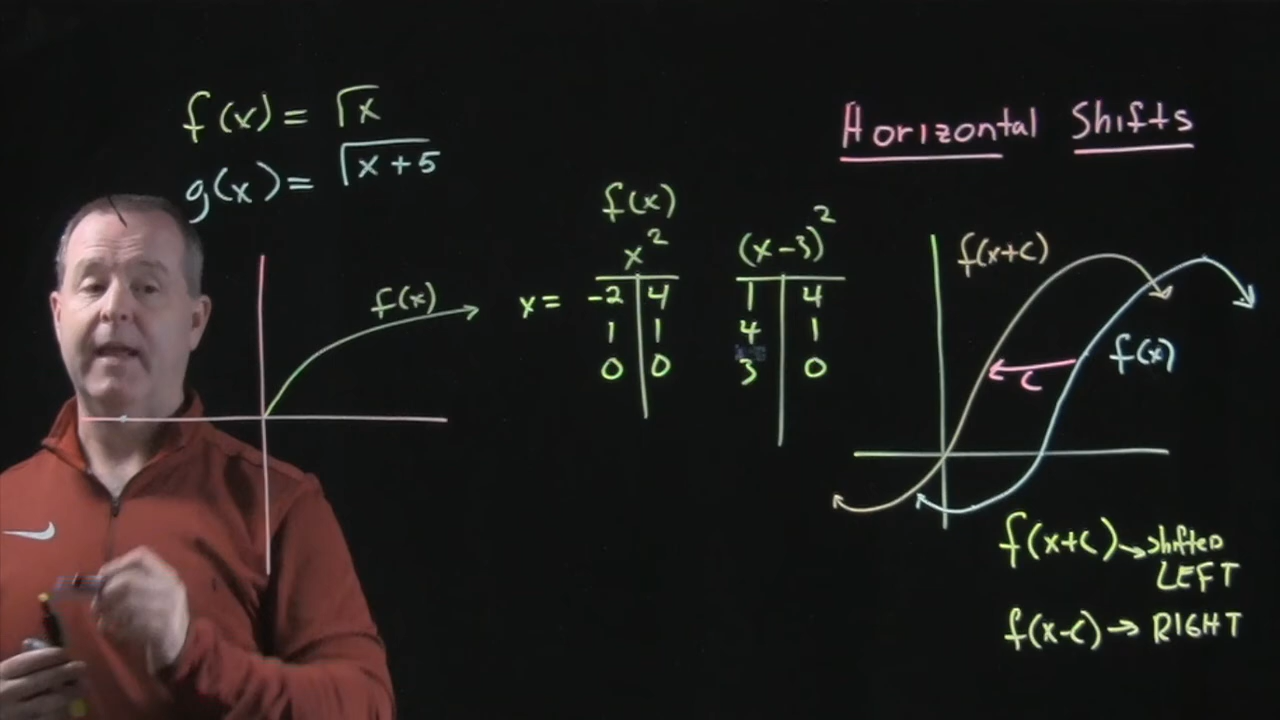 f(x) = √x
g(x) = √x+5
Horizontal Shifts
f(x)
f(x)
x² (x-3)²
x = -2 4 1 4
1 1 4 1
0 0 3 0
f(x+c)
f(x)
c
f(x+c) → shifted
LEFT
f(x-c) → RIGHT